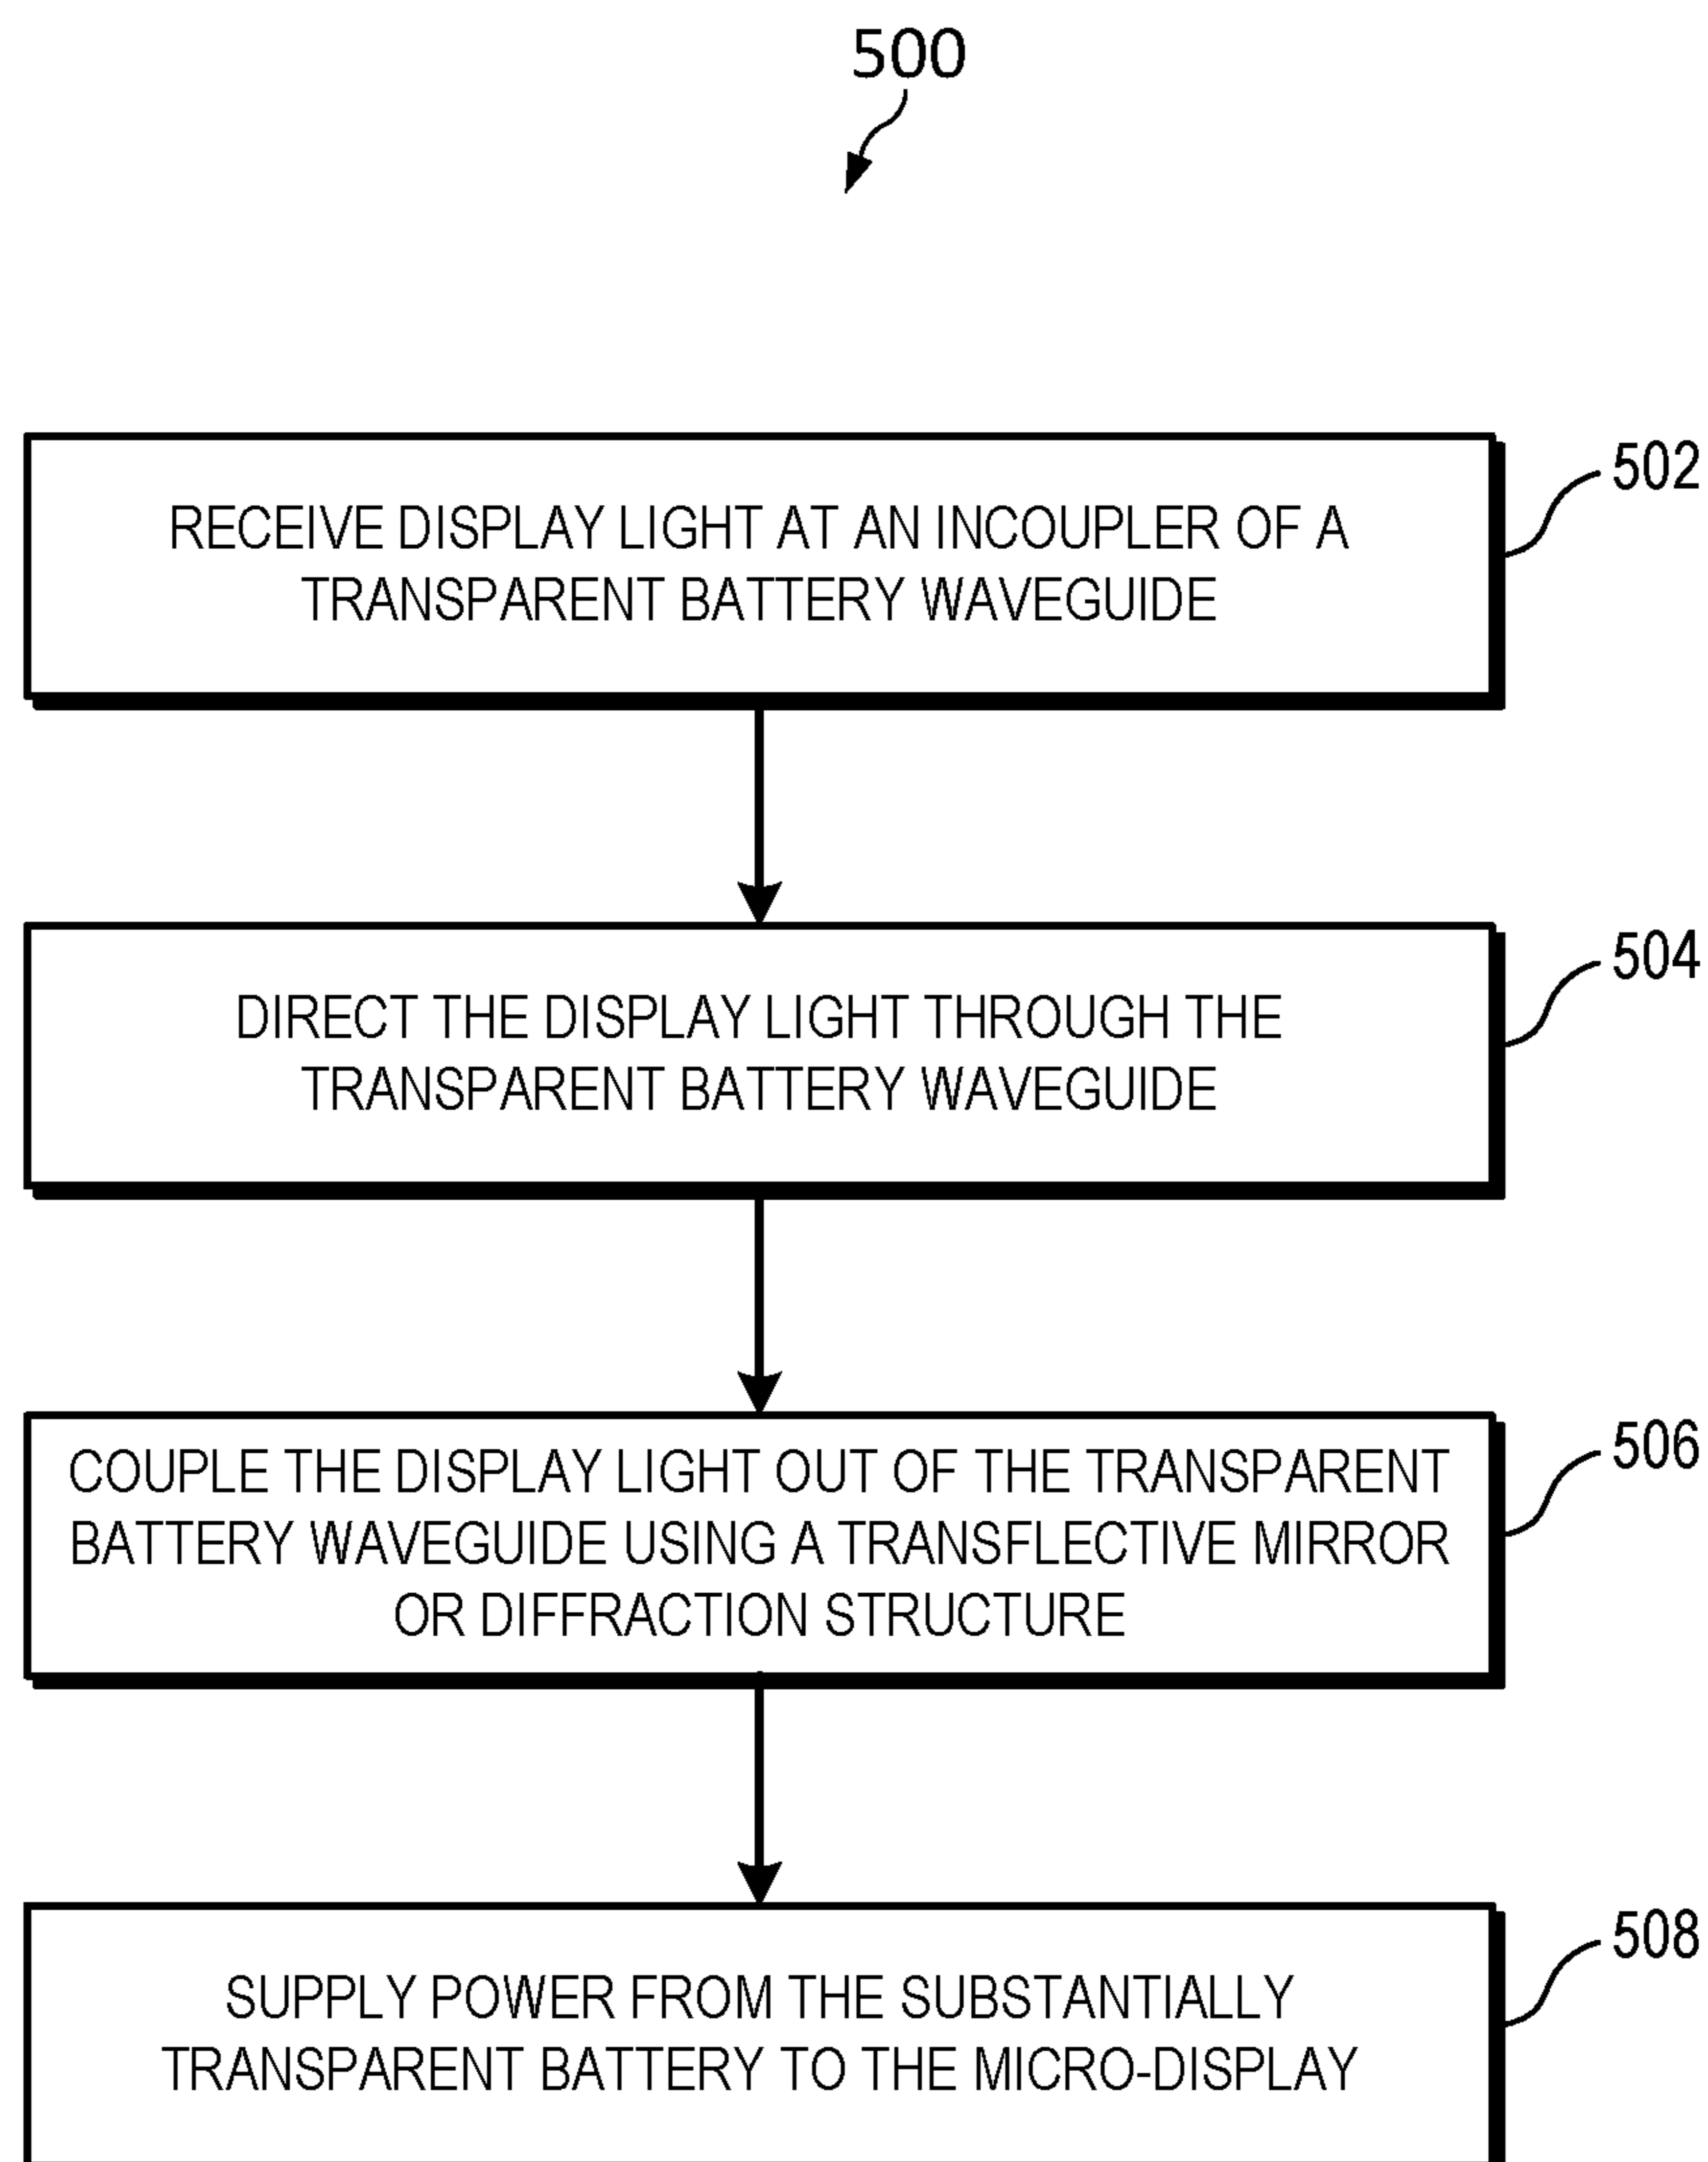 500
RECEIVE DISPLAY LIGHT AT AN INCOUPLER OF A
TRANSPARENT BATTERY WAVEGUIDE
502
DIRECT THE DISPLAY LIGHT THROUGH THE
TRANSPARENT BATTERY WAVEGUIDE
504
COUPLE THE DISPLAY LIGHT OUT OF THE TRANSPARENT
BATTERY WAVEGUIDE USING A TRANSFLECTIVE MIRROR
OR DIFFRACTION STRUCTURE
506
SUPPLY POWER FROM THE SUBSTANTIALLY
TRANSPARENT BATTERY TO THE MICRO-DISPLAY
508